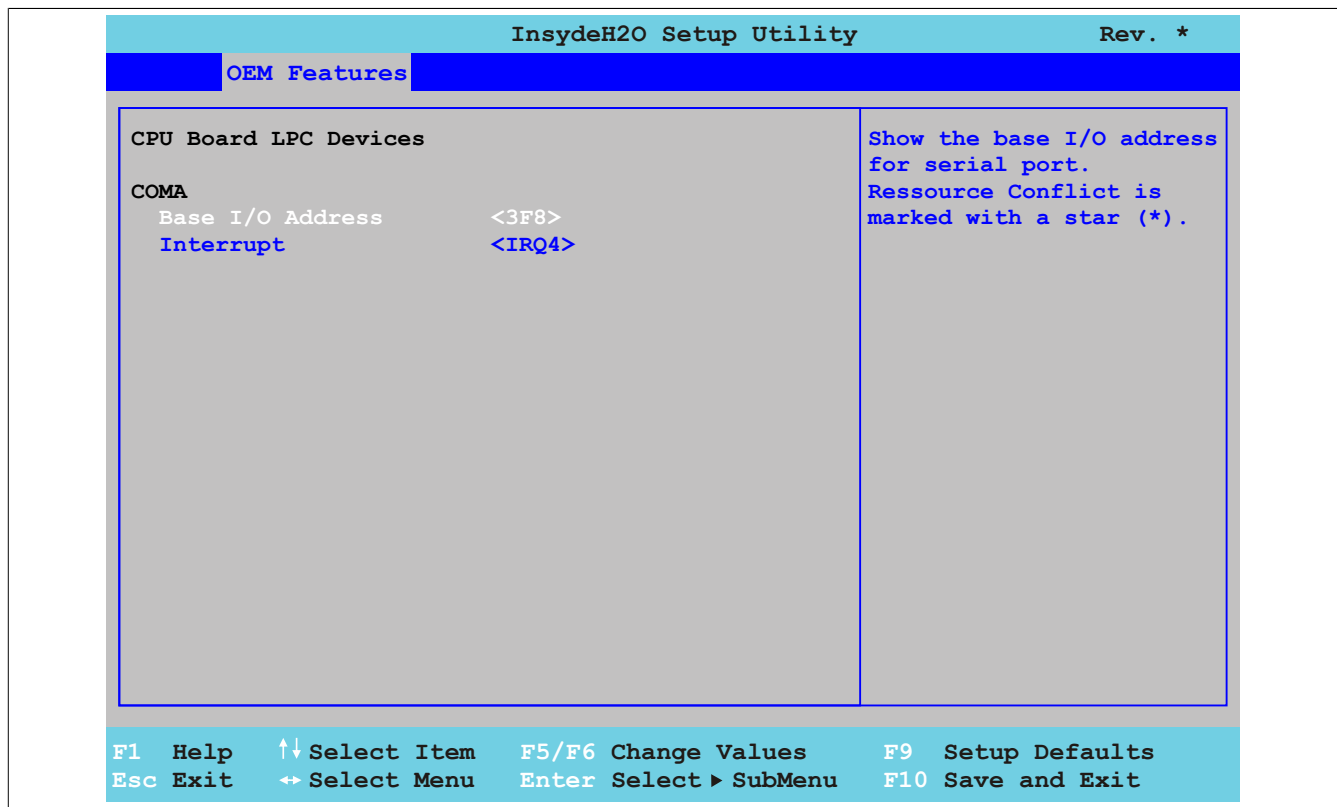 InsydeH2O Setup Utility Rev. *
OEM Features
CPU Board LPC Devices
COMA
Base I/O Address <3F8>
Interrupt <IRQ4>
Show the base I/O address
for serial port.
Ressource Conflict is
marked with a star (*).
F1 Help ↑↓ Select Item F5/F6 Change Values F9 Setup Defaults
Esc Exit ↔ Select Menu Enter Select ▶ SubMenu F10 Save and Exit